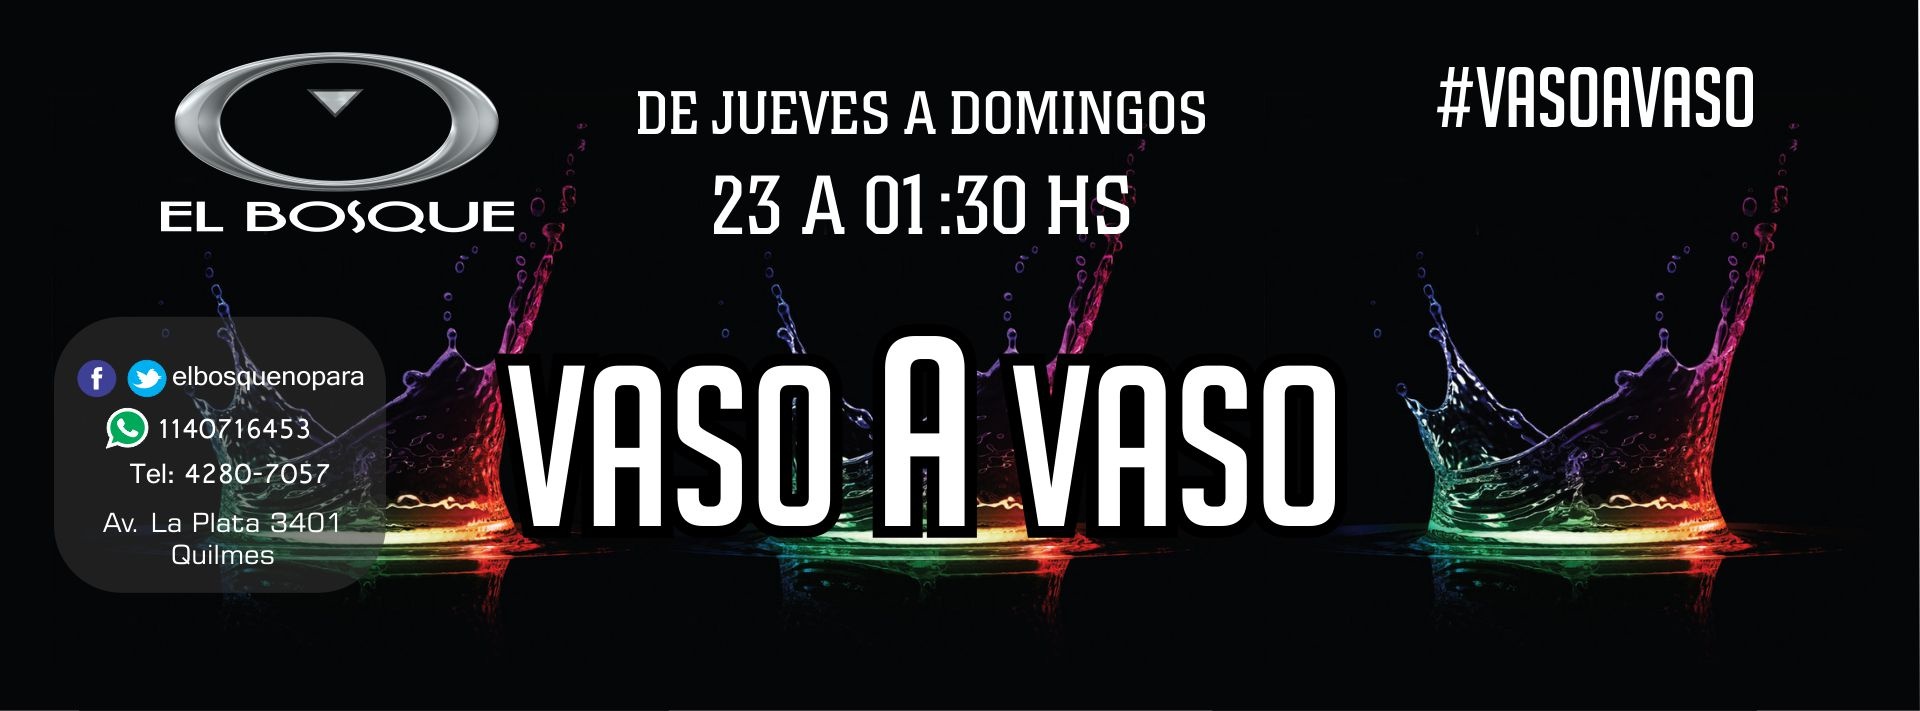 EL BOSQUE
DE JUEVES A DOMINGOS
23 A 01:30 HS
#VASOAVASO
VASO A VASO
elbosquenopara
1140716453
Tel: 4280-7057
Av. La Plata 3401
Quilmes